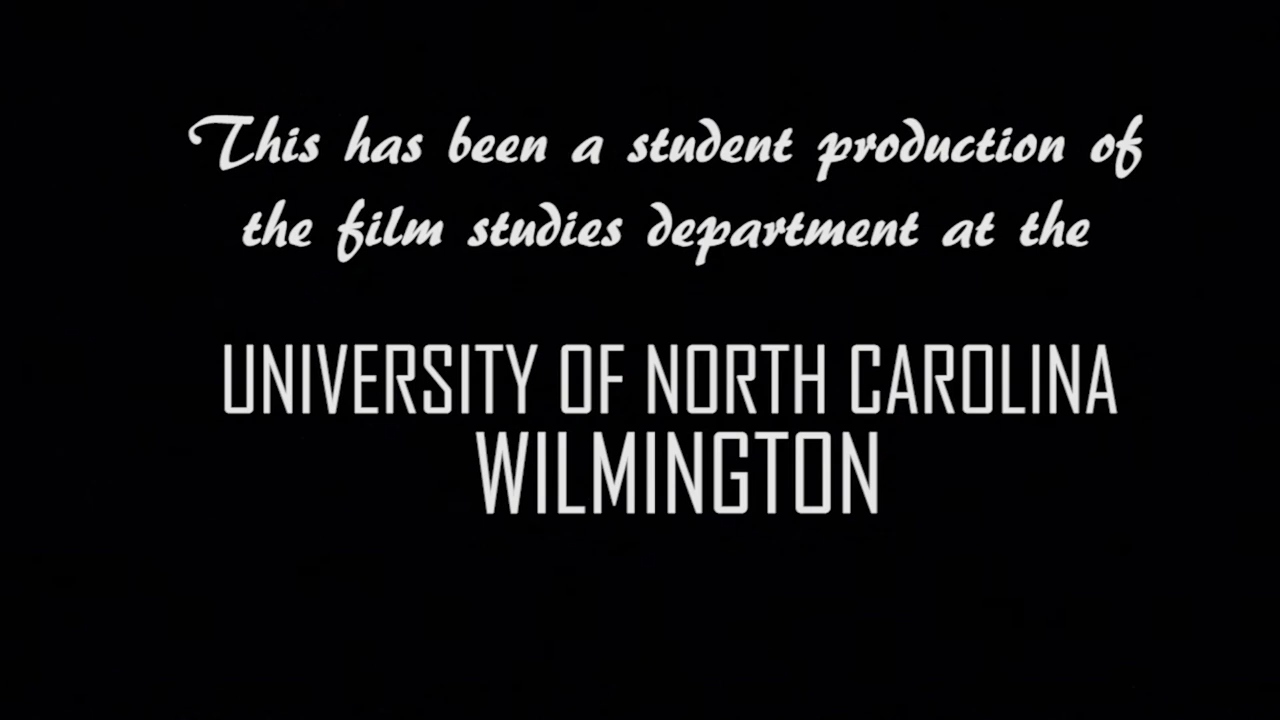 This has been a student production of
the film studies department at the
UNIVERSITY OF NORTH CAROLINA
WILMINGTON